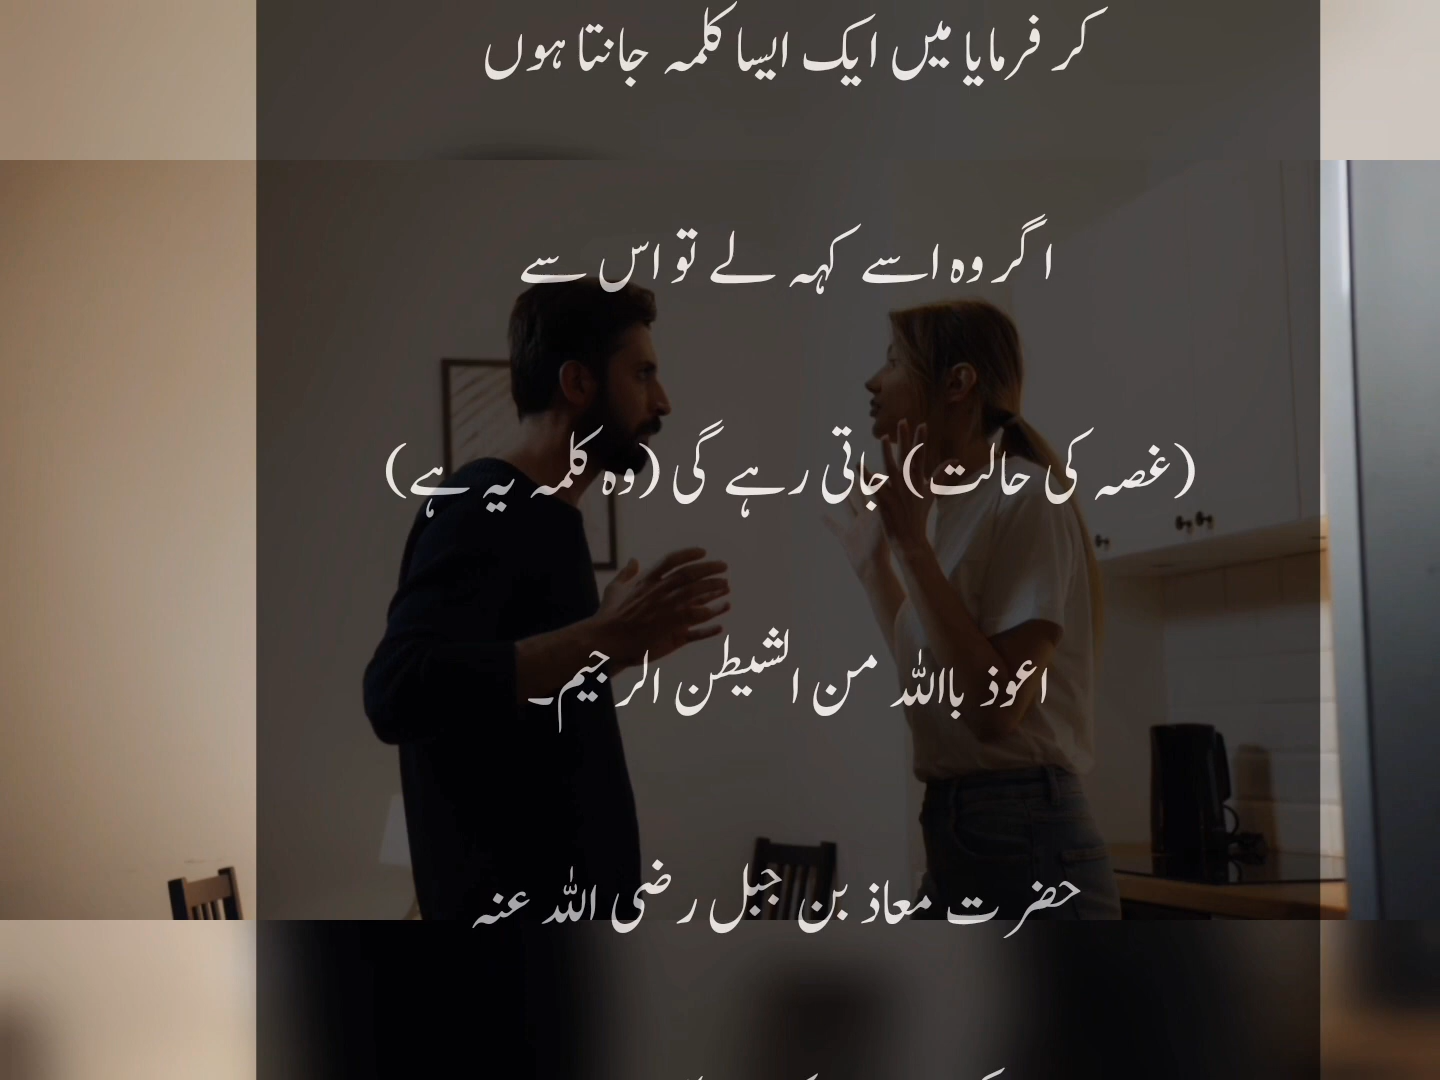 کر فرمایا میں ایک ایسا کلمہ جانتا ہوں
اگر وہ اسے کہہ لے تو اس سے
(غصہ کی حالت) جاتی رہے گی (وہ کلمہ یہ ہے)
اعوذ بااللہ من الشیطن الرجیم۔
حضرت معاذ بن جبل رضی اللہ عنہ